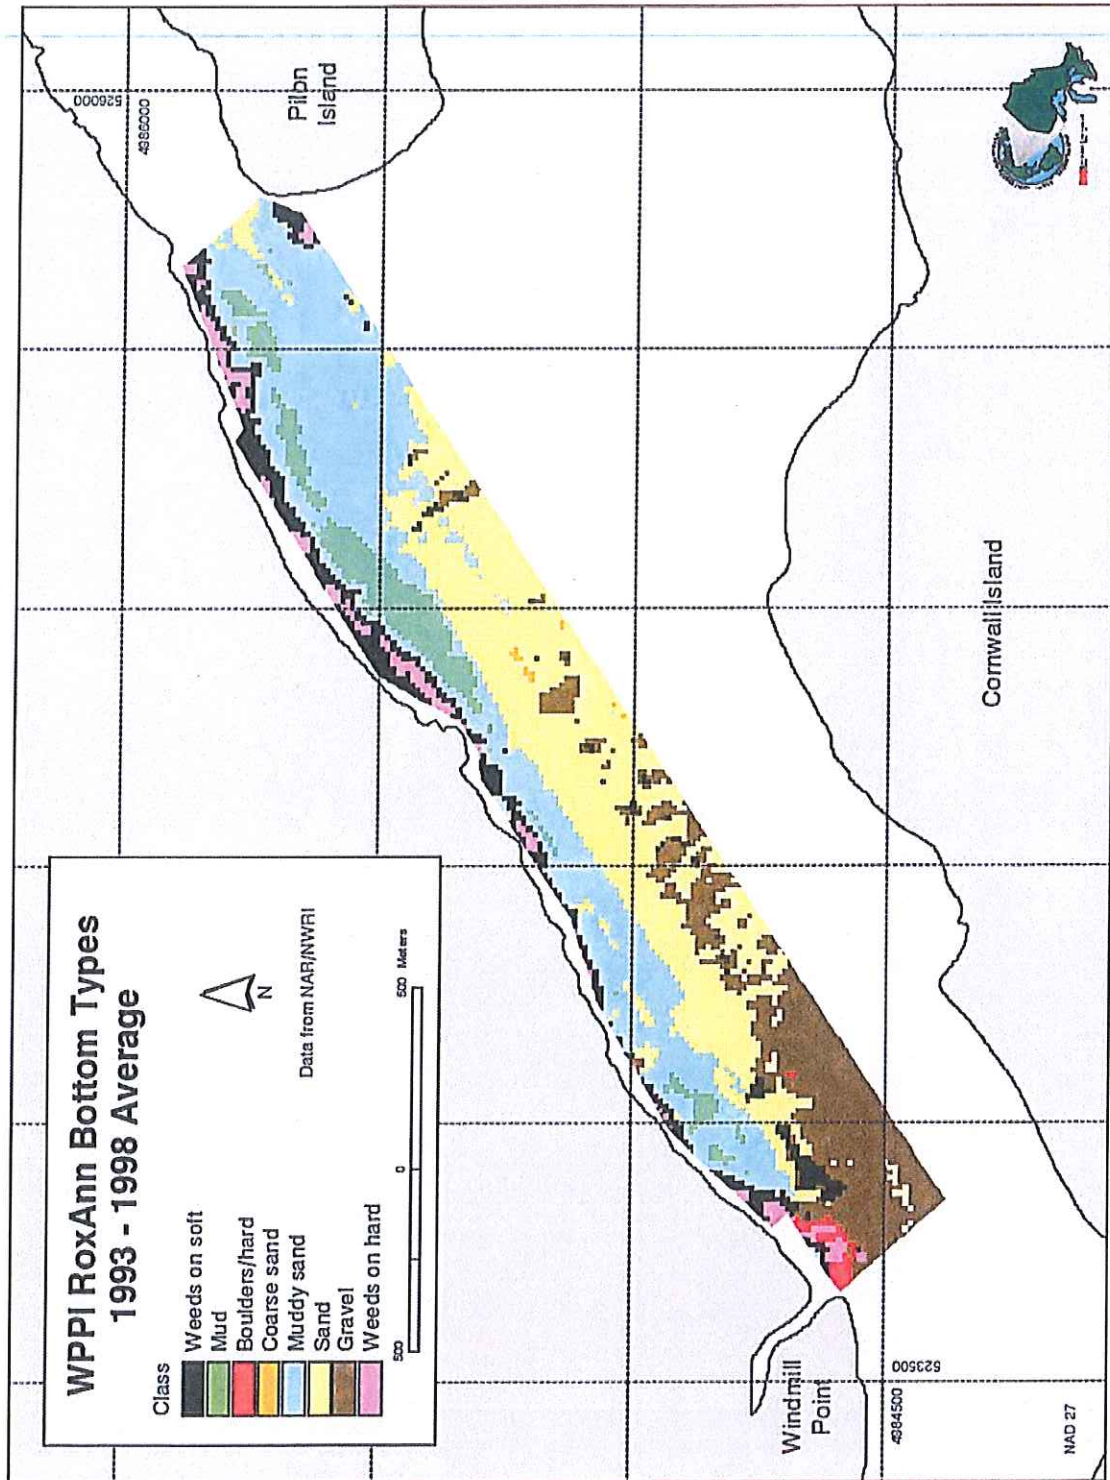 WPPI RoxAnn Bottom Types
1993 - 1998 Average
Class
Weeds on soft
Mud
Boulders/hard
Coarse sand
Muddy sand
Sand
Gravel
Weeds on hard
N
Data from NAR/NWRI
500 0 500 Meters
526000
4986000
Pilon
Island
Cornwall Island
Windmill
Point
523500
4984500
NAD 27